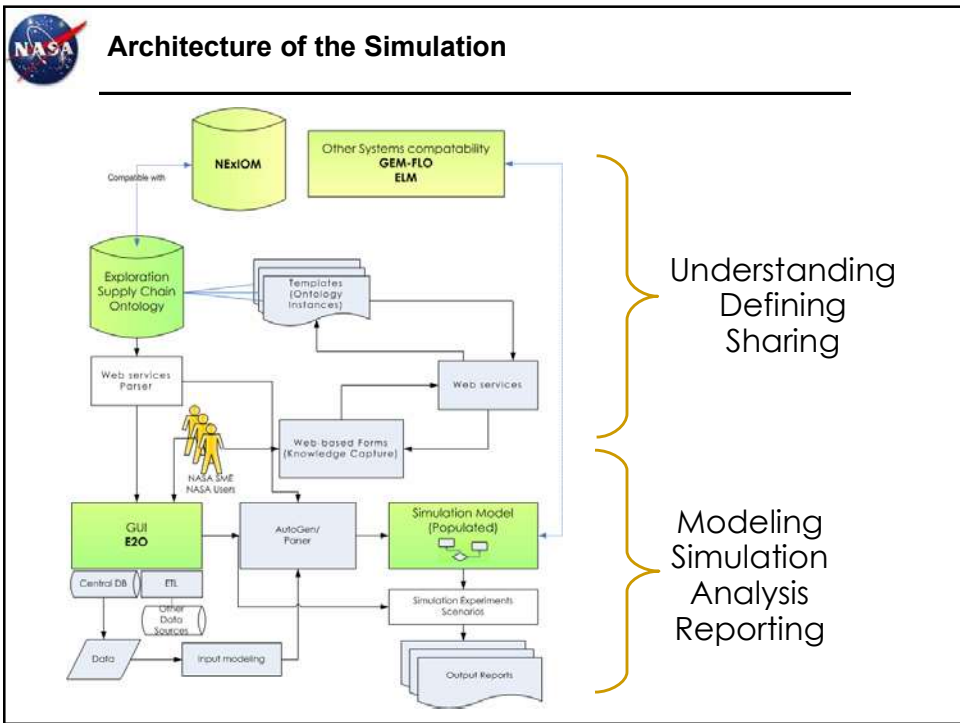 NASA
Architecture of the Simulation
NExIOM
Other Systems compatability
GEM-FLO
ELM
Compatible with
Exploration
Supply Chain
Ontology
Templates
(Ontology
Instances)
Understanding
Defining
Sharing
Web services
Parser
Web services
Web-based Forms
(Knowledge Capture)
NASA SME
NASA Users
GUI
E2O
AutoGen/
Parser
Simulation Model
(Populated)
Modeling
Simulation
Analysis
Reporting
Central DB
ETL
Other
Data
Sources
Simulation Experiments
Scenarios
Data
Input modeling
Output Reports